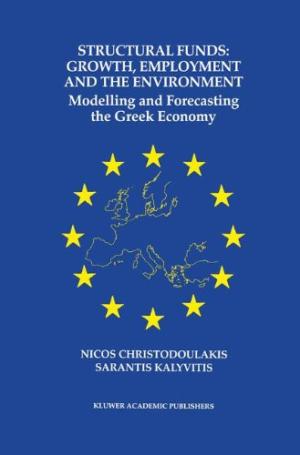 STRUCTURAL FUNDS:
GROWTH, EMPLOYMENT
AND THE ENVIRONMENT
Modelling and Forecasting
the Greek Economy
NICOS CHRISTODOULAKIS
SARANTIS KALYVITIS
KLUWER ACADEMIC PUBLISHERS